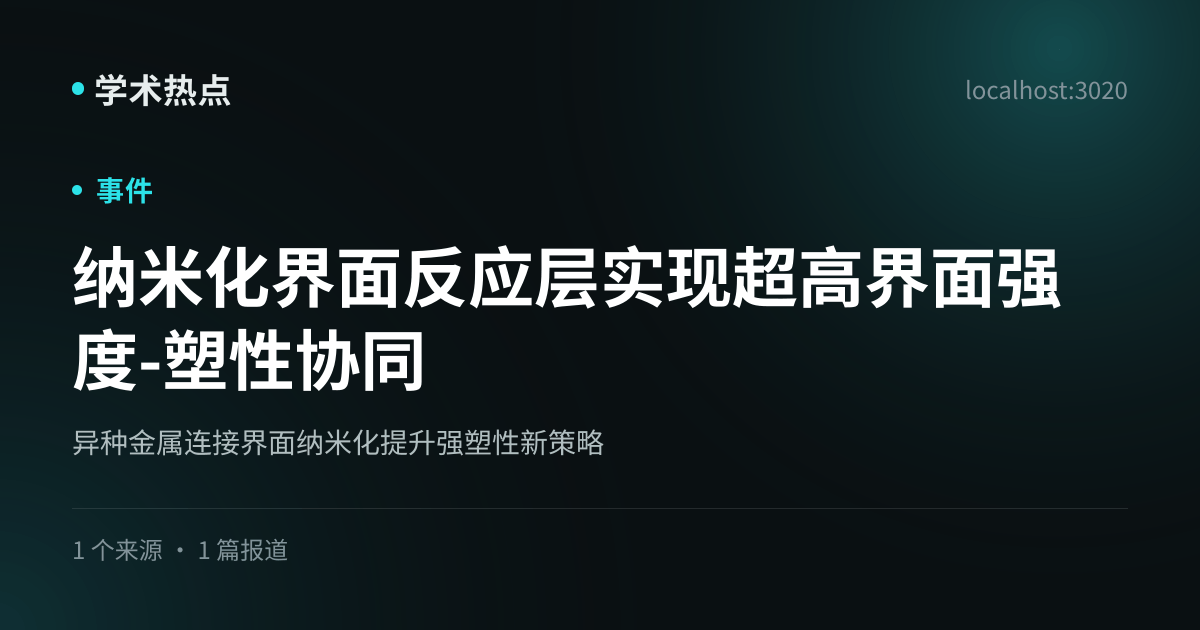 学术热点
localhost:3020
事件
纳米化界面反应层实现超高界面强
度-塑性协同
异种金属连接界面纳米化提升强塑性新策略
1 个来源 · 1 篇报道